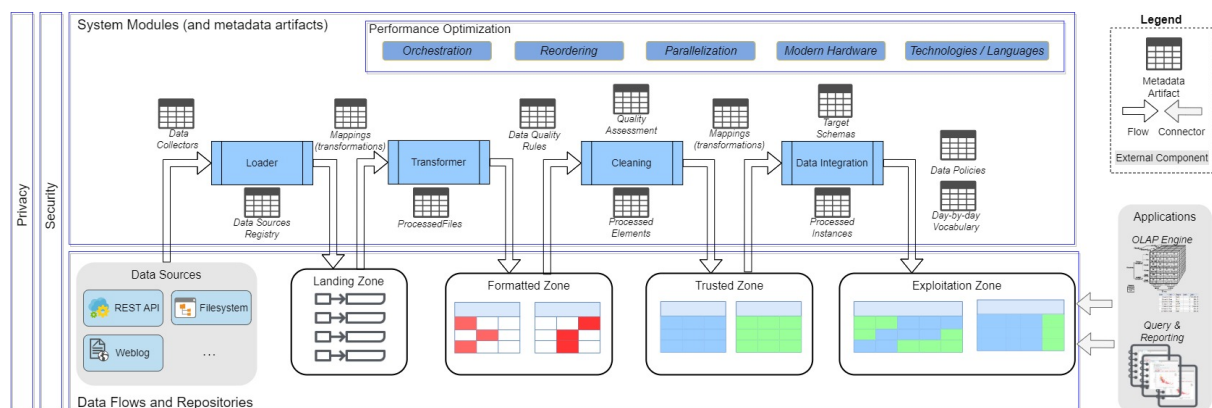 System Modules (and metadata artifacts)
Performance Optimization
Orchestration
Reordering
Parallelization
Modern Hardware
Technologies / Languages
Legend
Metadata
Artifact
Flow
Connector
External Component
Privacy
Security
Data
Collectors
Mappings
(transformations)
Data Quality
Rules
Quality
Assessment
Mappings
(transformations)
Target
Schemas
Loader
Transformer
Cleaning
Data Integration
Data Sources
Registry
ProcessedFiles
Processed
Elements
Processed
Instances
Data Policies
Day-by-day
Vocabulary
Data Sources
REST API
Filesystem
Weblog
...
Landing Zone
Formatted Zone
Trusted Zone
Exploitation Zone
Applications
OLAP Engine
Query &
Reporting
Data Flows and Repositories